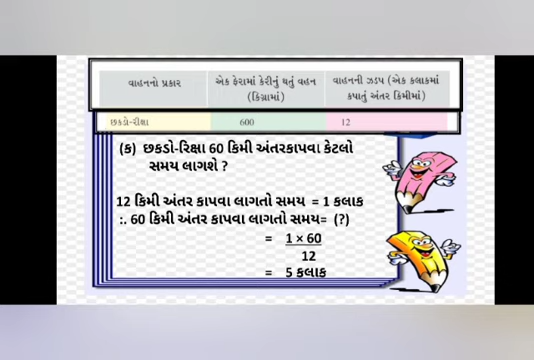 વાહનનો પ્રકાર
એક ફેરામાં કેરીનું થતું વહન (કિગ્રામાં)
વાહનની ઝડપ (એક કલાકમાં કપાતું અંતર કિમીમાં)
છકડો-રીક્ષા 600 12
(ક) છકડો-રિક્ષા 60 કિમી અંતરકાપવા કેટલો
સમય લાગશે ?
12 કિમી અંતર કાપવા લાગતો સમય = 1 કલાક
∴ 60 કિમી અંતર કાપવા લાગતો સમય= (?)
= 1 × 60
12
= 5 કલાક